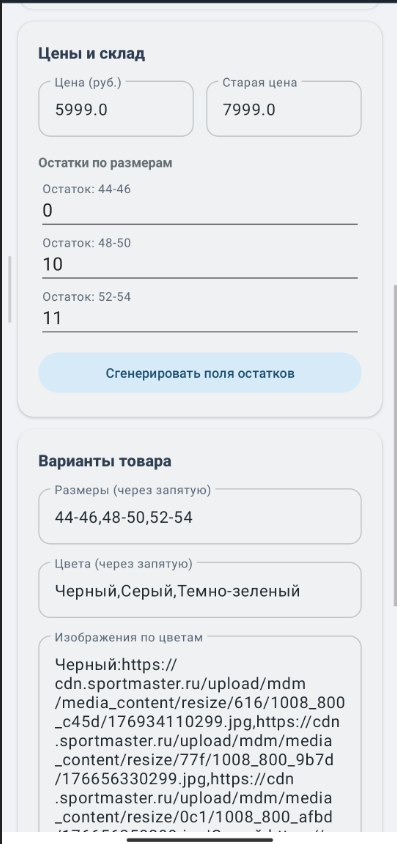 Цены и склад
Цена (руб.)
Старая цена
5999.0
7999.0
Остатки по размерам
Остаток: 44-46
0
Остаток: 48-50
10
Остаток: 52-54
11
Сгенерировать поля остатков
Варианты товара
Размеры (через запятую)
44-46,48-50,52-54
Цвета (через запятую)
Черный,Серый,Темно-зеленый
Изображения по цветам
Черный:https://
cdn.sportmaster.ru/upload/mdm
/media_content/resize/616/1008_800
_c45d/176934110299.jpg,https://cdn
.sportmaster.ru/upload/mdm/media
_content/resize/77f/1008_800_9b7d
/176656330299.jpg,https://cdn
.sportmaster.ru/upload/mdm/media
_content/resize/0c1/1008_800_afbd